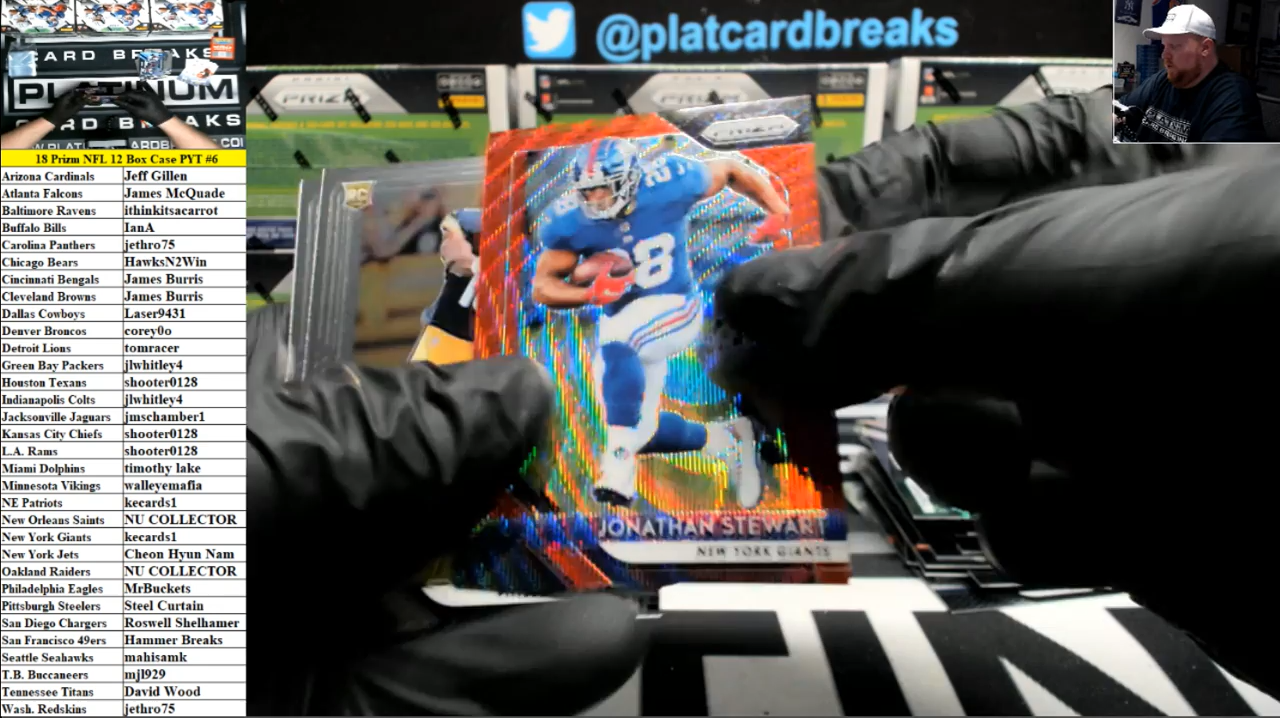 @platcardbreaks
CARD BREAKS
PLATINUM
CARD BREAKS
18 Prizm NFL 12 Box Case PYT #6
Arizona Cardinals Jeff Gillen
Atlanta Falcons James McQuade
Baltimore Ravens ithinkitsacarrot
Buffalo Bills IanA
Carolina Panthers jethro75
Chicago Bears HawksN2Win
Cincinnati Bengals James Burris
Cleveland Browns James Burris
Dallas Cowboys Laser9431
Denver Broncos corey0o
Detroit Lions tomracer
Green Bay Packers jlwhitley4
Houston Texans shooter0128
Indianapolis Colts jlwhitley4
Jacksonville Jaguars jmschamber1
Kansas City Chiefs shooter0128
L.A. Rams shooter0128
Miami Dolphins timothy lake
Minnesota Vikings walleyemafia
NE Patriots kecards1
New Orleans Saints NU COLLECTOR
New York Giants kecards1
New York Jets Cheon Hyun Nam
Oakland Raiders NU COLLECTOR
Philadelphia Eagles MrBuckets
Pittsburgh Steelers Steel Curtain
San Diego Chargers Roswell Shelhamer
San Francisco 49ers Hammer Breaks
Seattle Seahawks mahisamk
T.B. Buccaneers mjl929
Tennessee Titans David Wood
Wash. Redskins jethro75
PRIZM
PRIZM
PRIZM
RC
28
28
JONATHAN STEWART
NEW YORK GIANTS